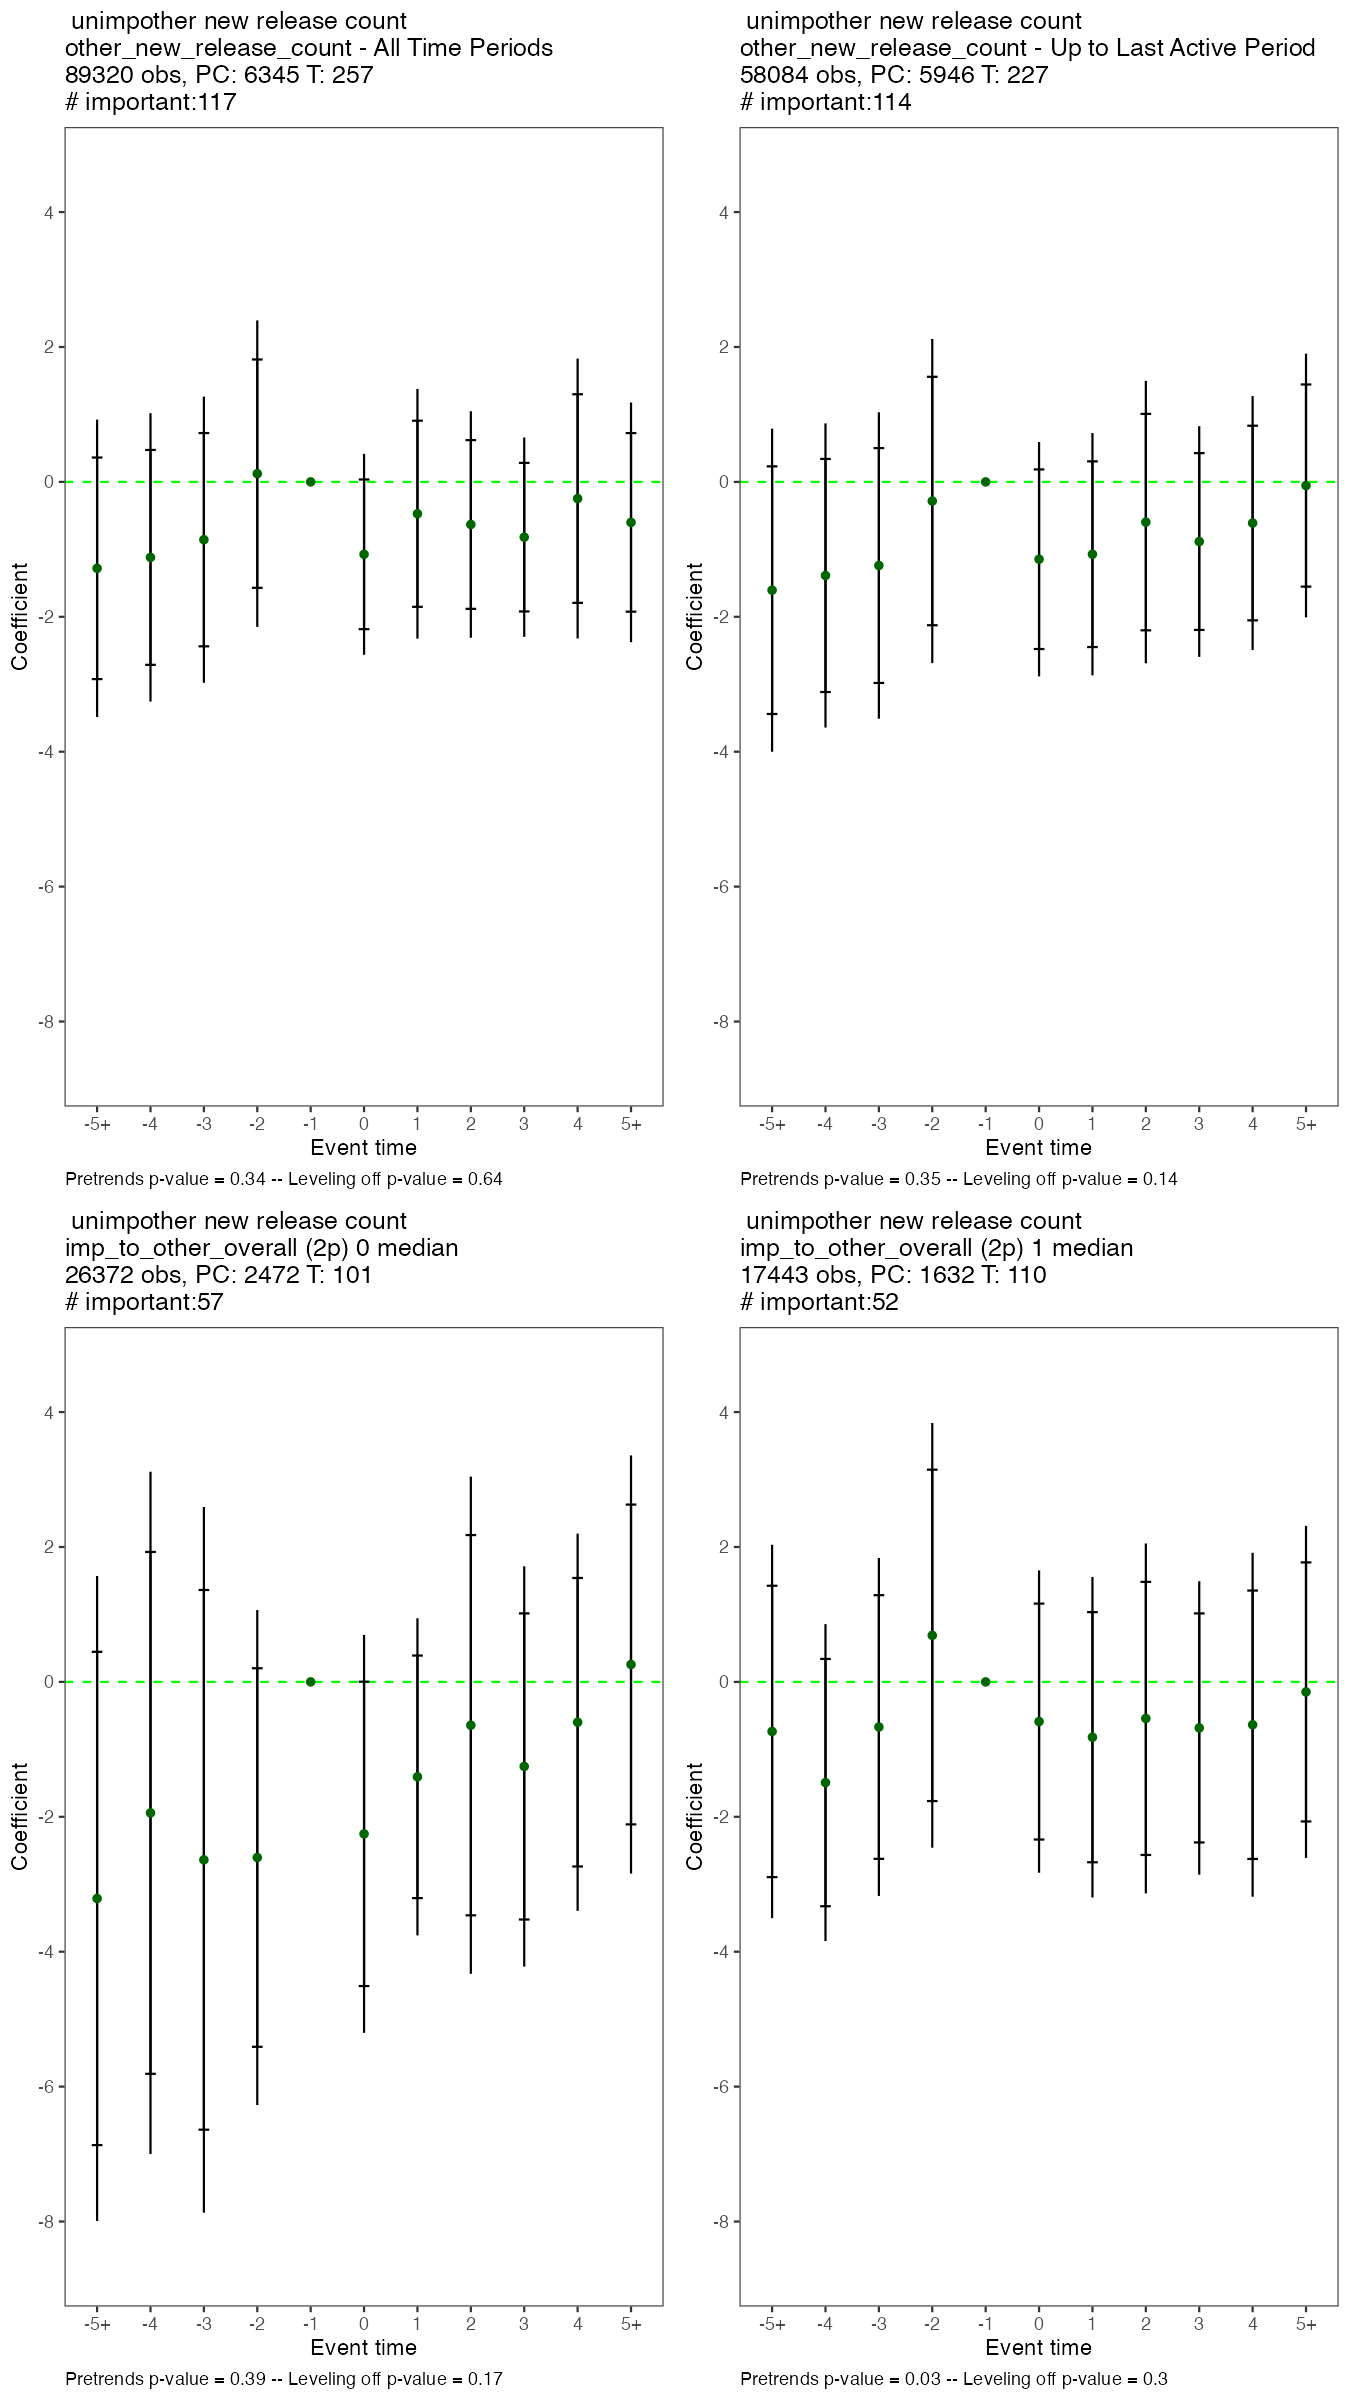 unimpother new release count
other_new_release_count - All Time Periods
89320 obs, PC: 6345 T: 257
# important:117
4
2
0
-2
-4
-6
-8
Coefficient
-5+ -4 -3 -2 -1 0 1 2 3 4 5+
Event time
Pretrends p-value = 0.34 -- Leveling off p-value = 0.64
unimpother new release count
other_new_release_count - Up to Last Active Period
58084 obs, PC: 5946 T: 227
# important:114
4
2
0
-2
-4
-6
-8
Coefficient
-5+ -4 -3 -2 -1 0 1 2 3 4 5+
Event time
Pretrends p-value = 0.35 -- Leveling off p-value = 0.14
unimpother new release count
imp_to_other_overall (2p) 0 median
26372 obs, PC: 2472 T: 101
# important:57
4
2
0
-2
-4
-6
-8
Coefficient
-5+ -4 -3 -2 -1 0 1 2 3 4 5+
Event time
Pretrends p-value = 0.39 -- Leveling off p-value = 0.17
unimpother new release count
imp_to_other_overall (2p) 1 median
17443 obs, PC: 1632 T: 110
# important:52
4
2
0
-2
-4
-6
-8
Coefficient
-5+ -4 -3 -2 -1 0 1 2 3 4 5+
Event time
Pretrends p-value = 0.03 -- Leveling off p-value = 0.3